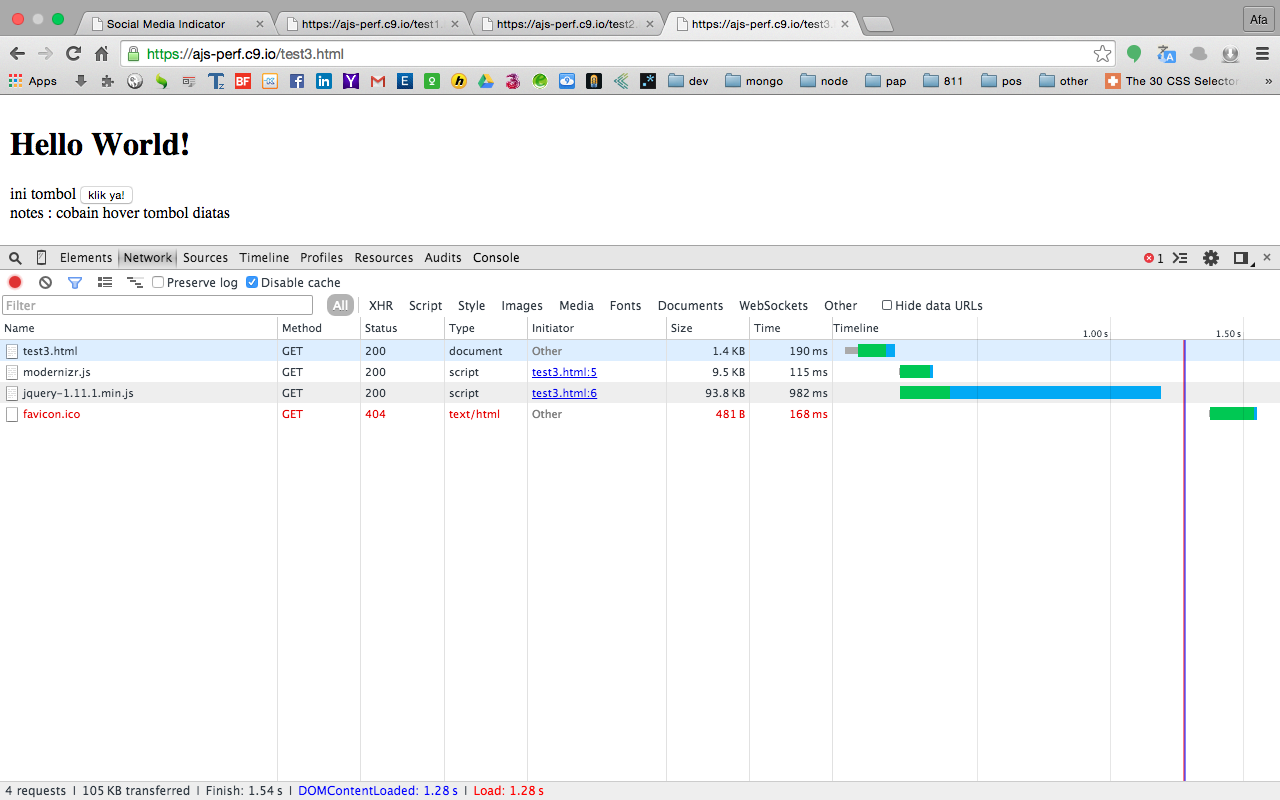 Social Media Indicator https://ajs-perf.c9.io/test1. https://ajs-perf.c9.io/test2. https://ajs-perf.c9.io/test3. Afa
https://ajs-perf.c9.io/test3.html
Apps dev mongo node pap 811 pos other The 30 CSS Selector »
Hello World!
ini tombol klik ya!
notes : cobain hover tombol diatas
Elements Network Sources Timeline Profiles Resources Audits Console 1
Preserve log Disable cache
Filter All XHR Script Style Images Media Fonts Documents WebSockets Other Hide data URLs
Name Method Status Type Initiator Size Time Timeline 1.00 s 1.50 s
test3.html GET 200 document Other 1.4 KB 190 ms
modernizr.js GET 200 script test3.html:5 9.5 KB 115 ms
jquery-1.11.1.min.js GET 200 script test3.html:6 93.8 KB 982 ms
favicon.ico GET 404 text/html Other 481 B 168 ms
4 requests | 105 KB transferred | Finish: 1.54 s | DOMContentLoaded: 1.28 s | Load: 1.28 s